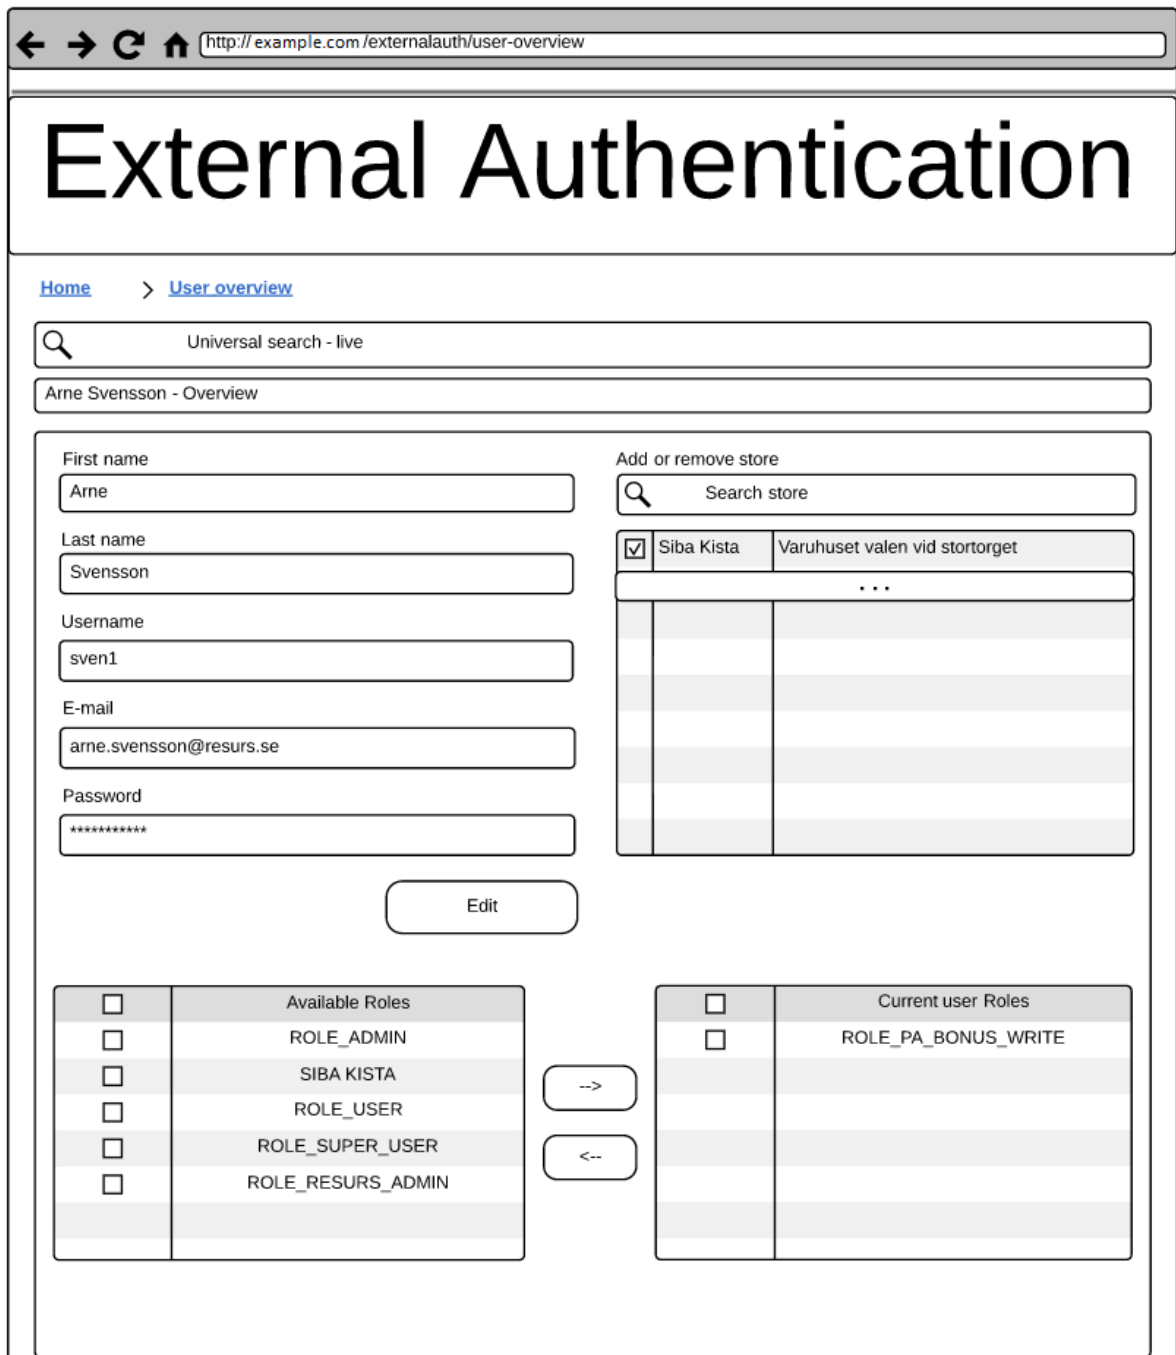 http:// example.com /externalauth/user-overview
External Authentication
Home > User overview
Universal search - live
Arne Svensson - Overview
First name
Arne
Last name
Svensson
Username
sven1
E-mail
arne.svensson@resurs.se
Password
***********
Edit
Add or remove store
Search store
Siba Kista Varuhuset valen vid stortorget
...
Available Roles
ROLE_ADMIN
SIBA KISTA
ROLE_USER
ROLE_SUPER_USER
ROLE_RESURS_ADMIN
-->
<--
Current user Roles
ROLE_PA_BONUS_WRITE